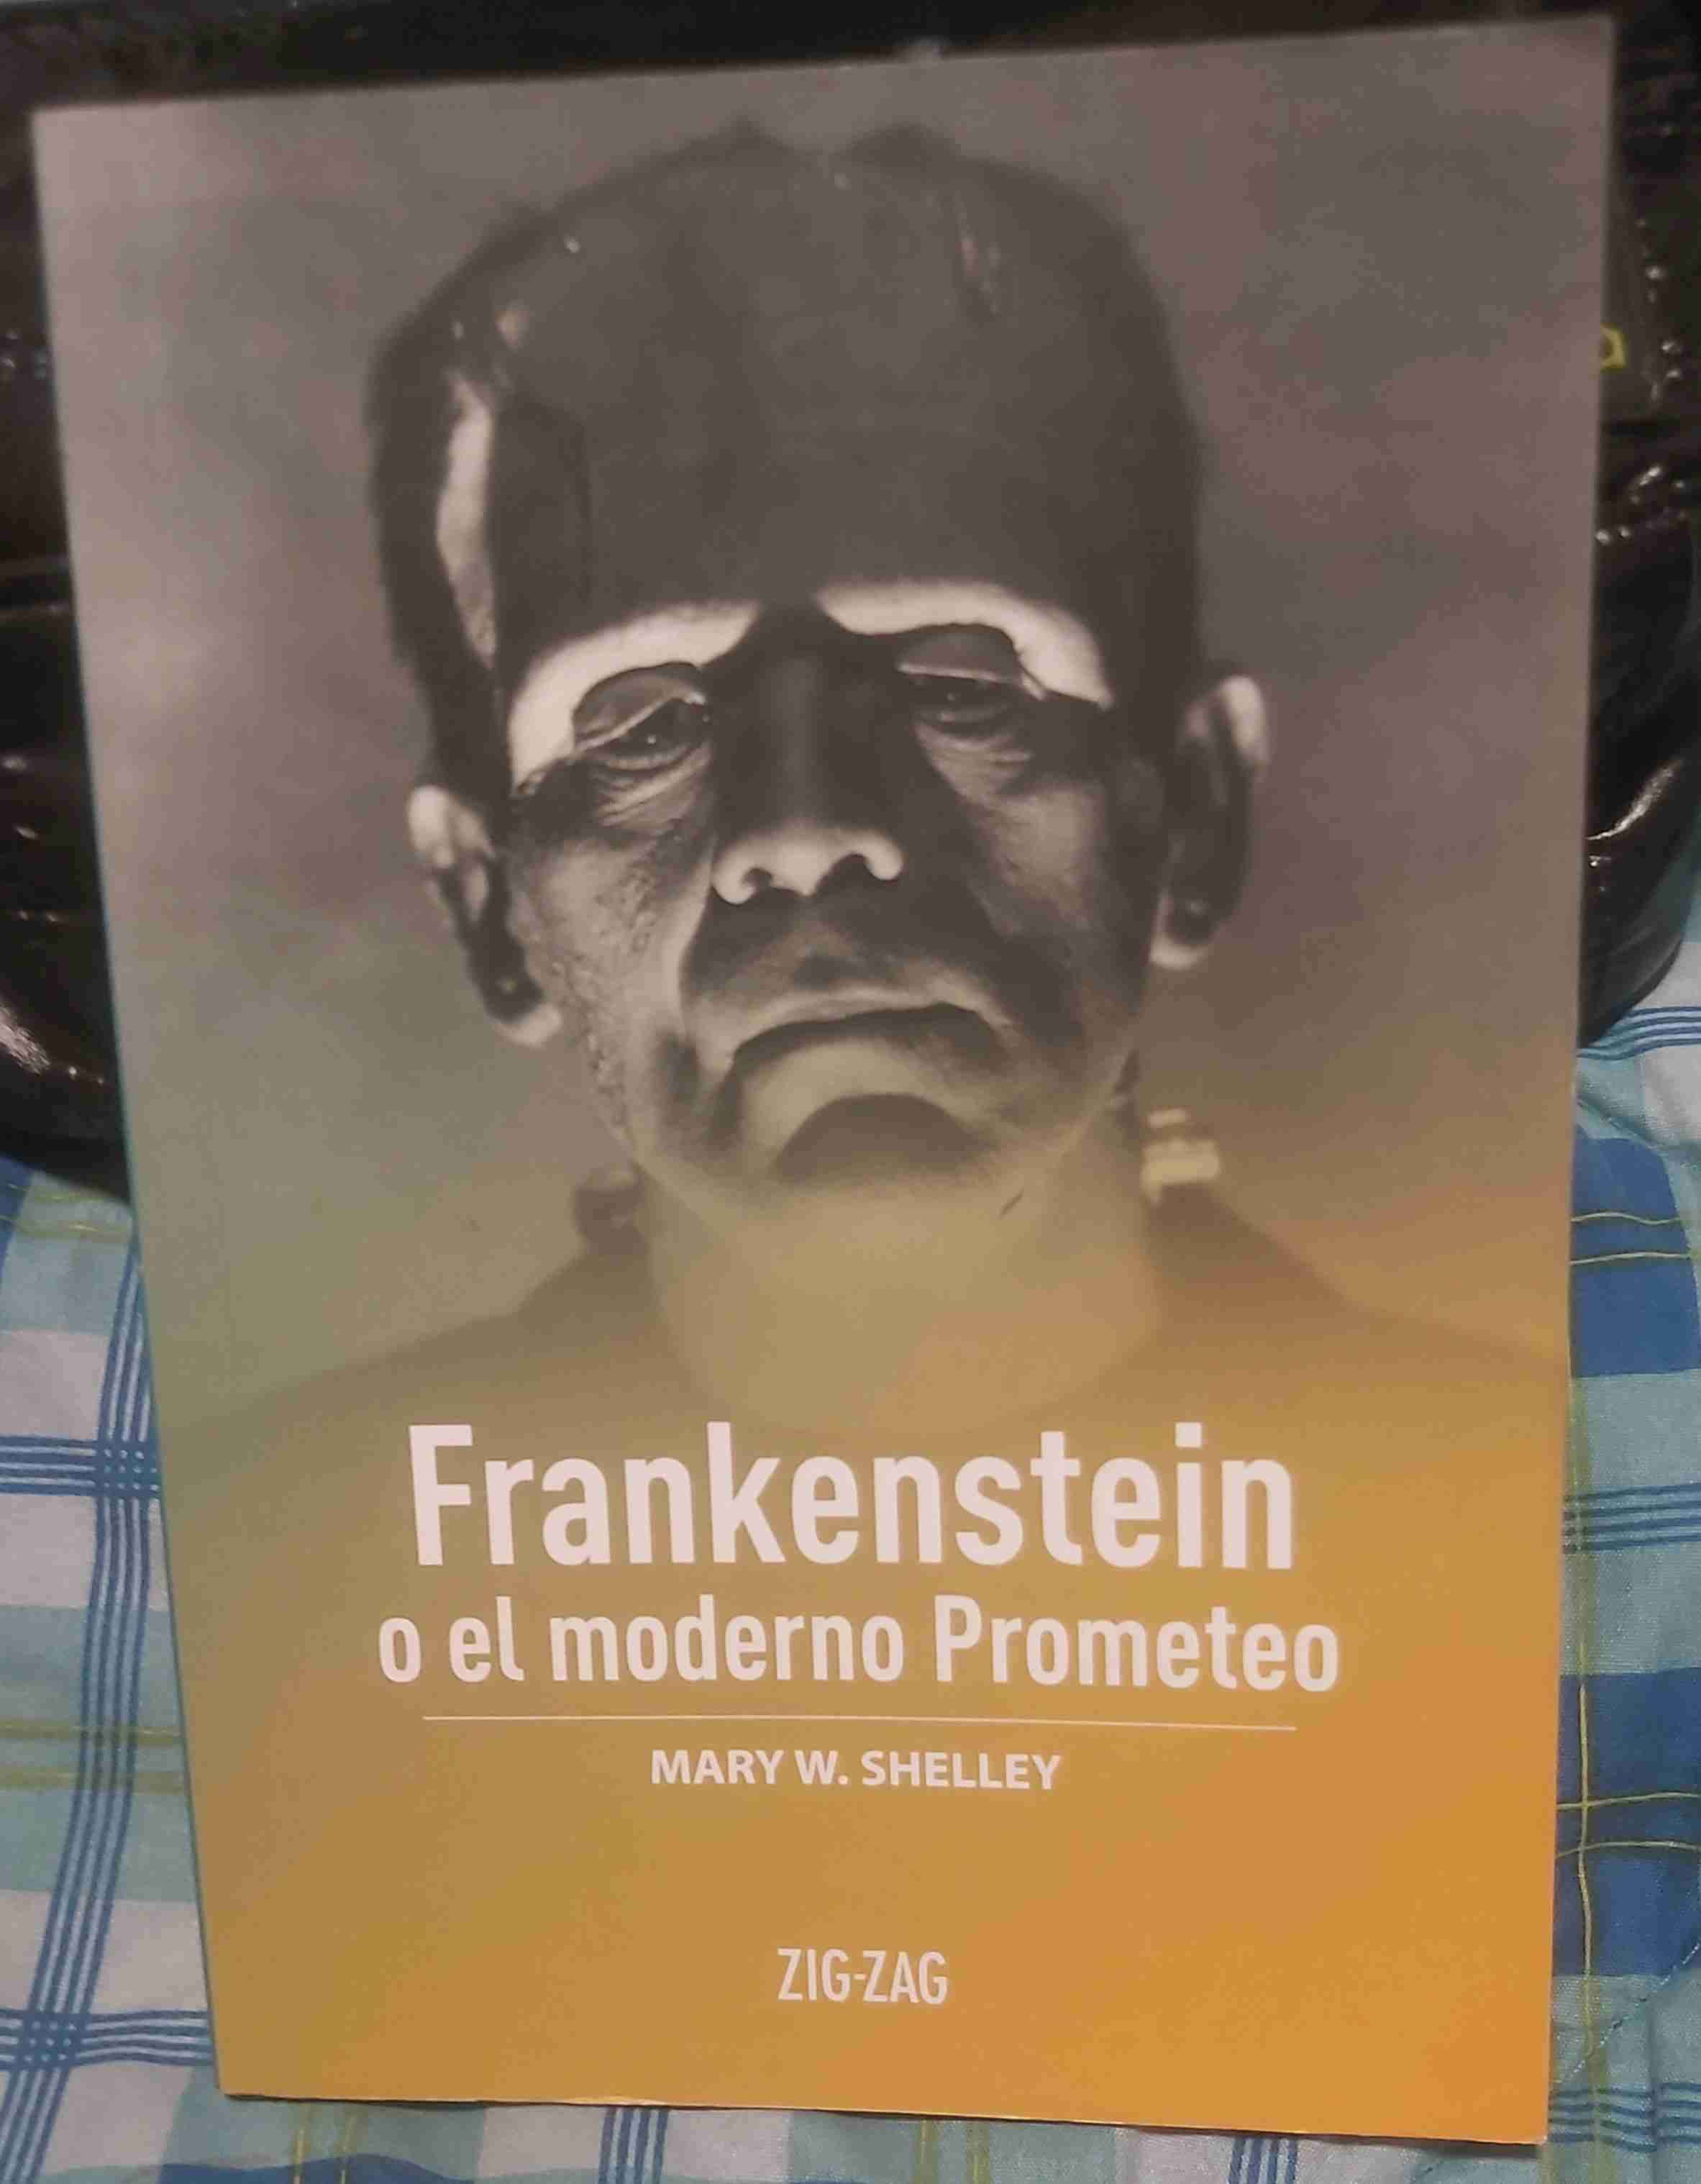 Frankenstein
o el moderno Prometeo
MARY W. SHELLEY
ZIG-ZAG